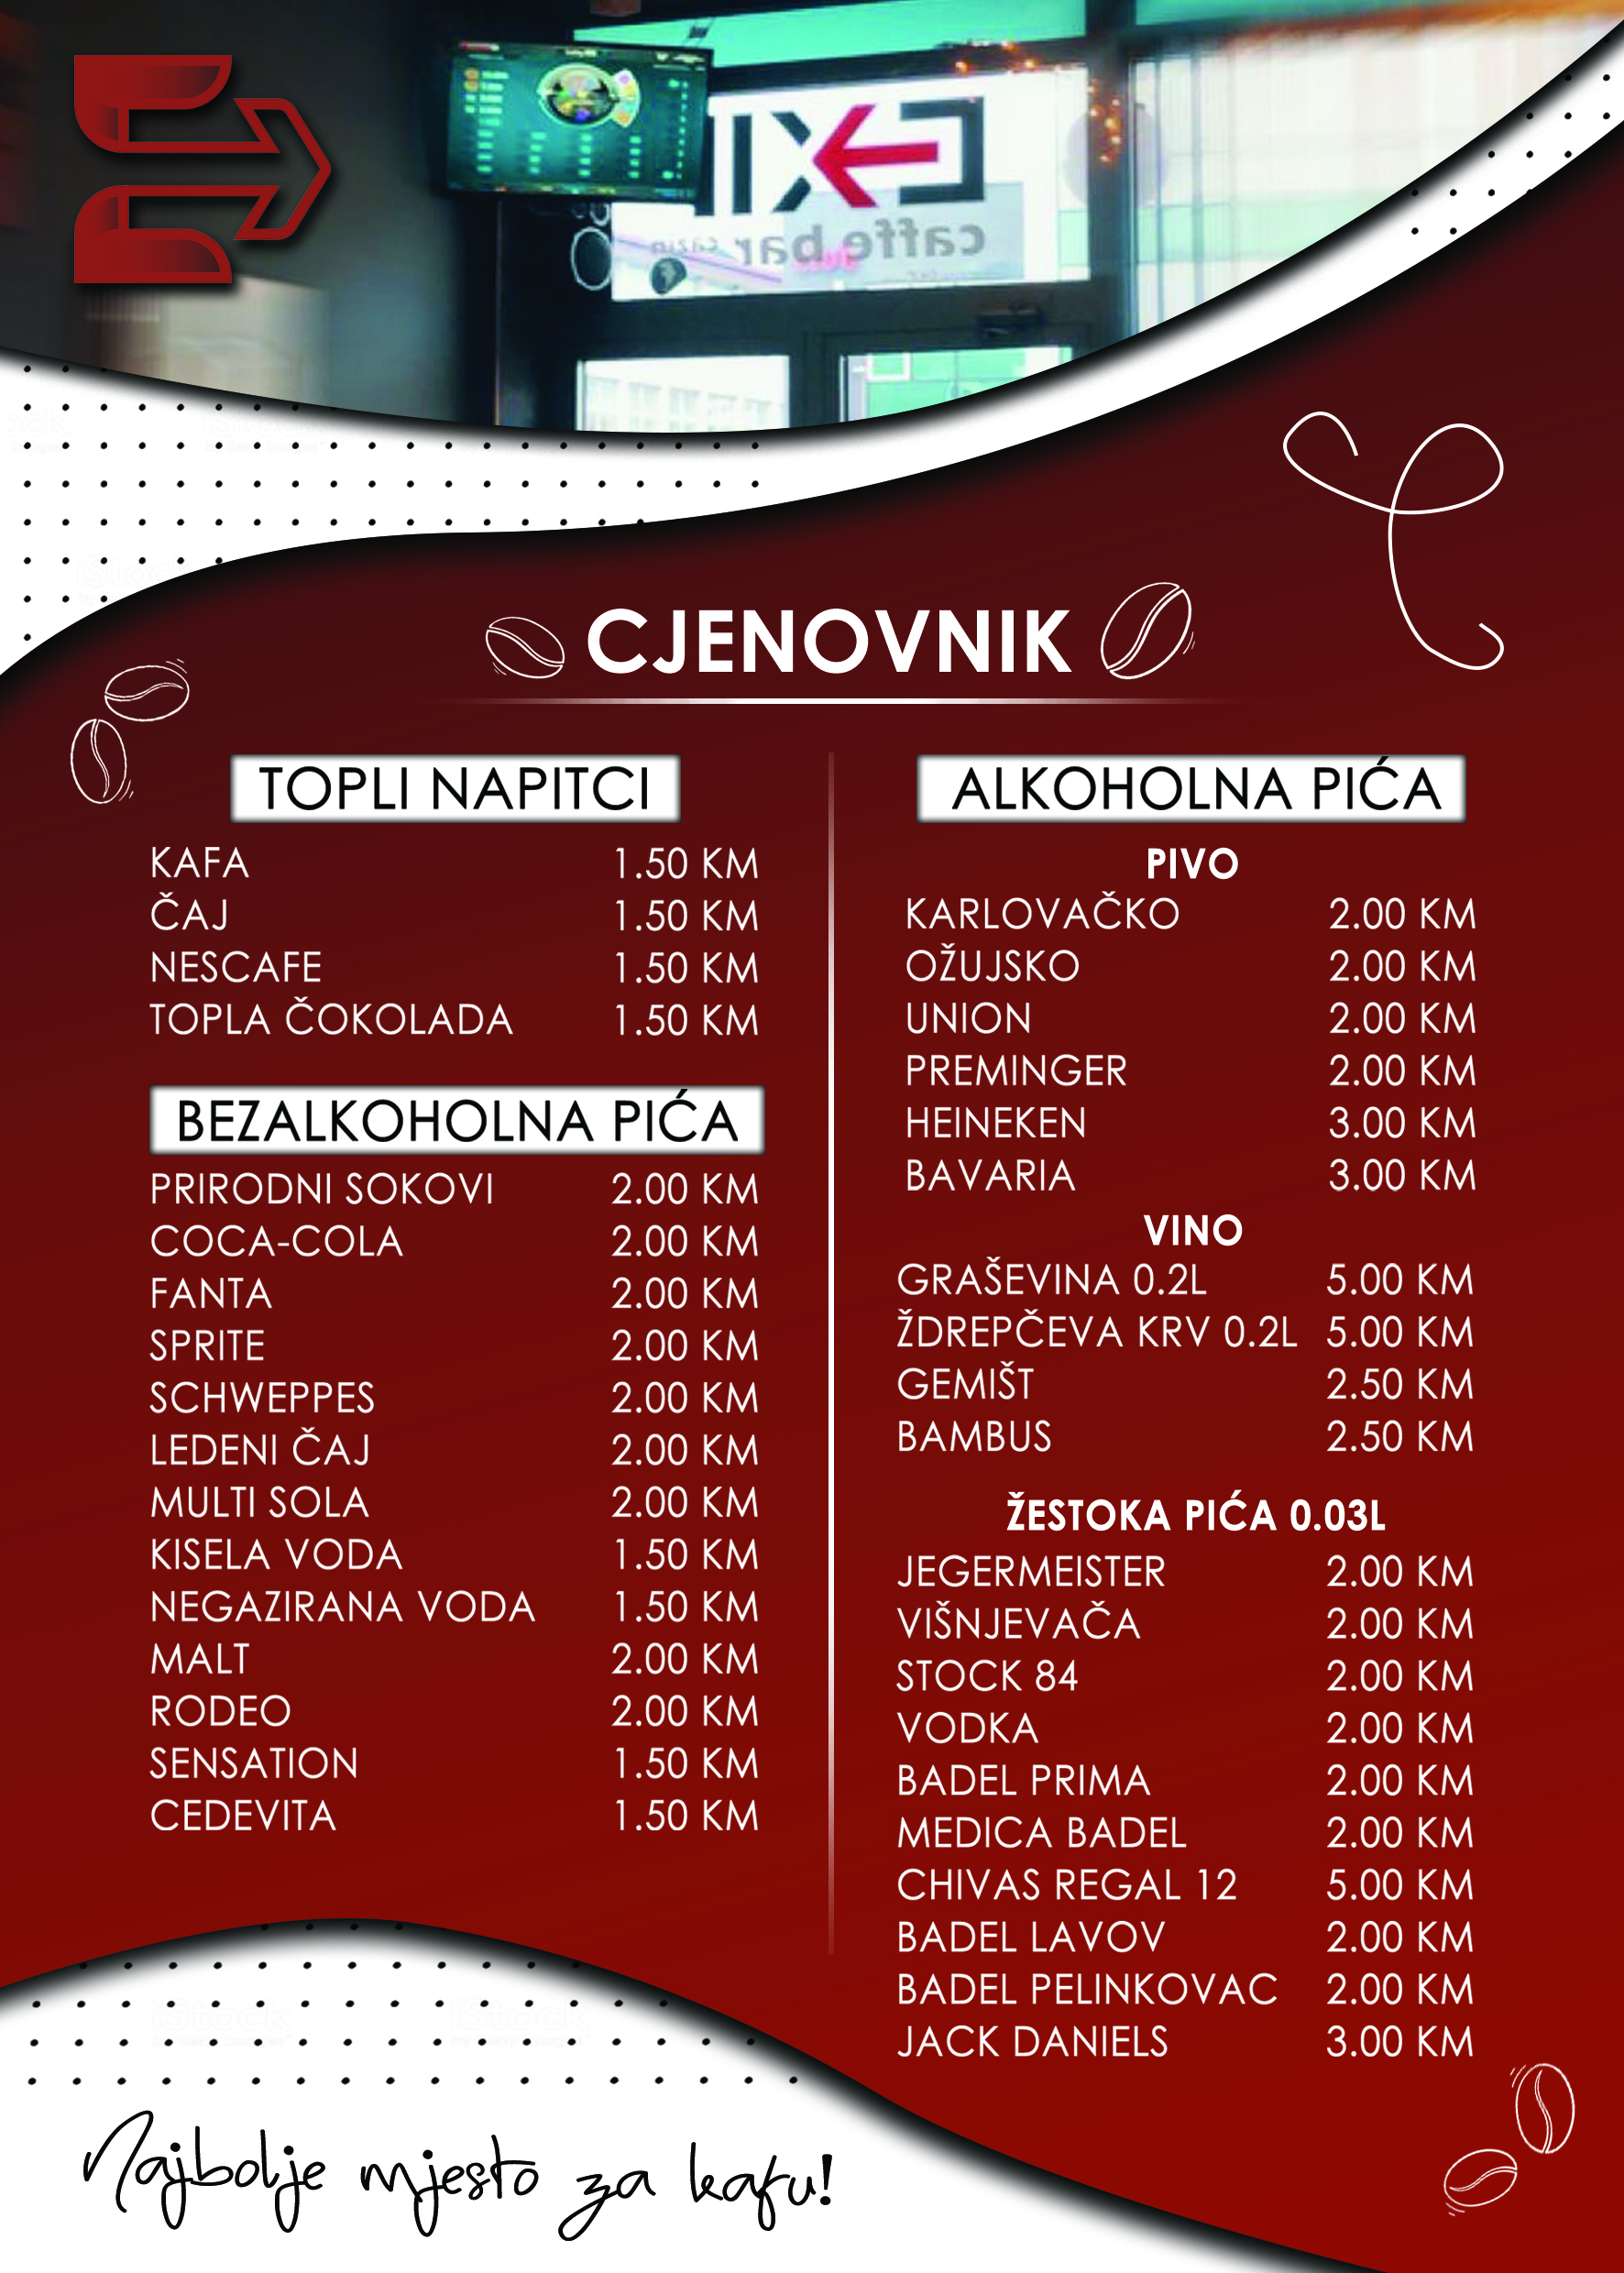 EXIT
caffe bar cazin
CJENOVNIK
TOPLI NAPITCI
KAFA 1.50 KM
ČAJ 1.50 KM
NESCAFE 1.50 KM
TOPLA ČOKOLADA 1.50 KM
BEZALKOHOLNA PIĆA
PRIRODNI SOKOVI 2.00 KM
COCA-COLA 2.00 KM
FANTA 2.00 KM
SPRITE 2.00 KM
SCHWEPPES 2.00 KM
LEDENI ČAJ 2.00 KM
MULTI SOLA 2.00 KM
KISELA VODA 1.50 KM
NEGAZIRANA VODA 1.50 KM
MALT 2.00 KM
RODEO 2.00 KM
SENSATION 1.50 KM
CEDEVITA 1.50 KM
ALKOHOLNA PIĆA
PIVO
KARLOVAČKO 2.00 KM
OŽUJSKO 2.00 KM
UNION 2.00 KM
PREMINGER 2.00 KM
HEINEKEN 3.00 KM
BAVARIA 3.00 KM
VINO
GRAŠEVINA 0.2L 5.00 KM
ŽDREPČEVA KRV 0.2L 5.00 KM
GEMIŠT 2.50 KM
BAMBUS 2.50 KM
ŽESTOKA PIĆA 0.03L
JEGERMEISTER 2.00 KM
VIŠNJEVAČA 2.00 KM
STOCK 84 2.00 KM
VODKA 2.00 KM
BADEL PRIMA 2.00 KM
MEDICA BADEL 2.00 KM
CHIVAS REGAL 12 5.00 KM
BADEL LAVOV 2.00 KM
BADEL PELINKOVAC 2.00 KM
JACK DANIELS 3.00 KM
Najbolje mjesto za kafu!